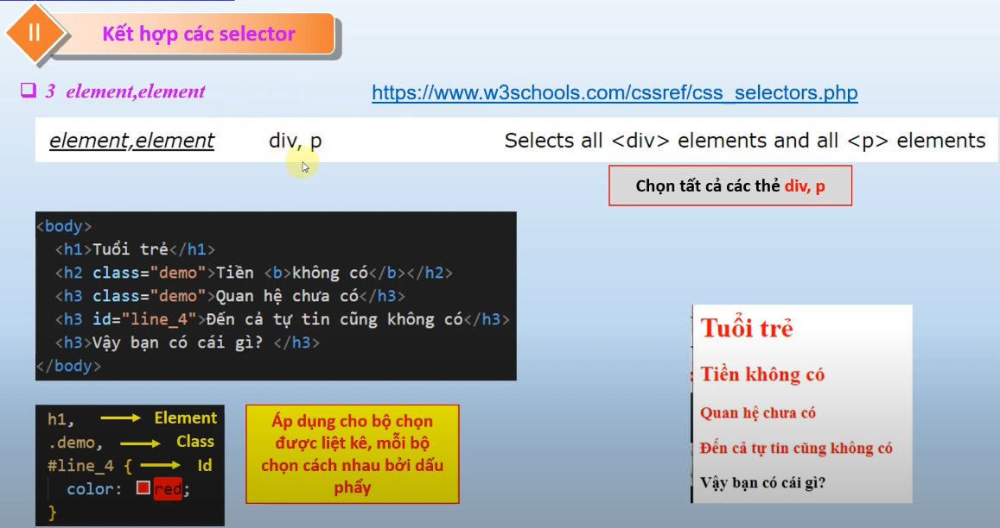 II
Kết hợp các selector
3 element,element
https://www.w3schools.com/cssref/css_selectors.php
element,element div, p Selects all <div> elements and all <p> elements
Chọn tất cả các thẻ div, p
<body>
<h1>Tuổi trẻ</h1>
<h2 class="demo">Tiền <b>không có</b></h2>
<h3 class="demo">Quan hệ chưa có</h3>
<h3 id="line_4">Đến cả tự tin cũng không có</h3>
<h3>Vậy bạn có cái gì? </h3>
</body>
Tuổi trẻ
Tiền không có
Quan hệ chưa có
Đến cả tự tin cũng không có
Vậy bạn có cái gì?
h1, Element
.demo, Class
#line_4 { Id
color: red;
}
Áp dụng cho bộ chọn
được liệt kê, mỗi bộ
chọn cách nhau bởi dấu
phẩy